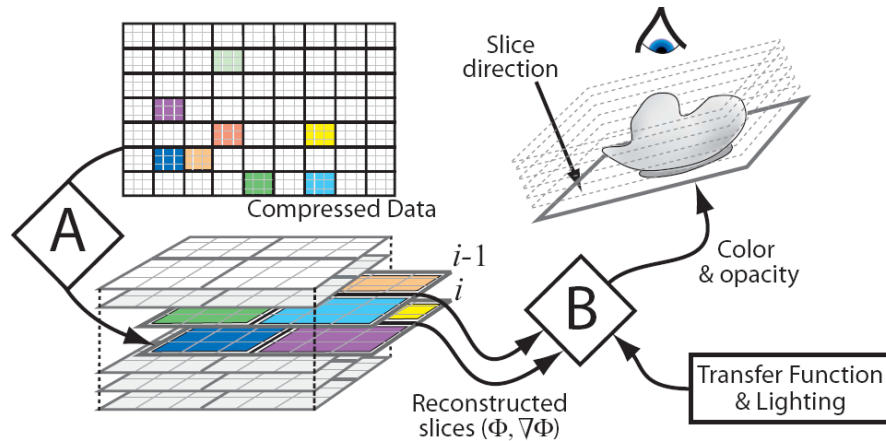 Slice
direction
Compressed Data
A
i-1
i
B
Color
& opacity
Reconstructed
slices (Φ, ∇Φ)
Transfer Function
& Lighting